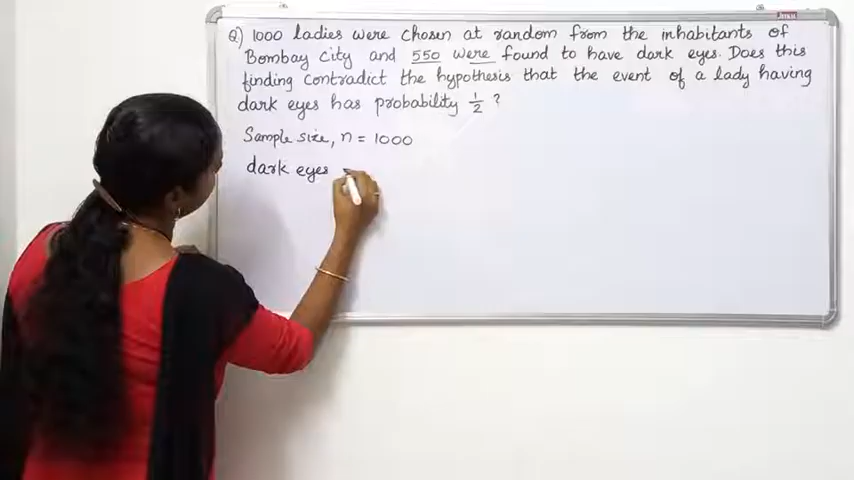 Q) 1000 ladies were chosen at random from the inhabitants of
Bombay City and 550 were found to have dark eyes. Does this
finding contradict the hypothesis that the event of a lady having
dark eyes has probability 1/2 ?
Sample size, n = 1000
dark eyes